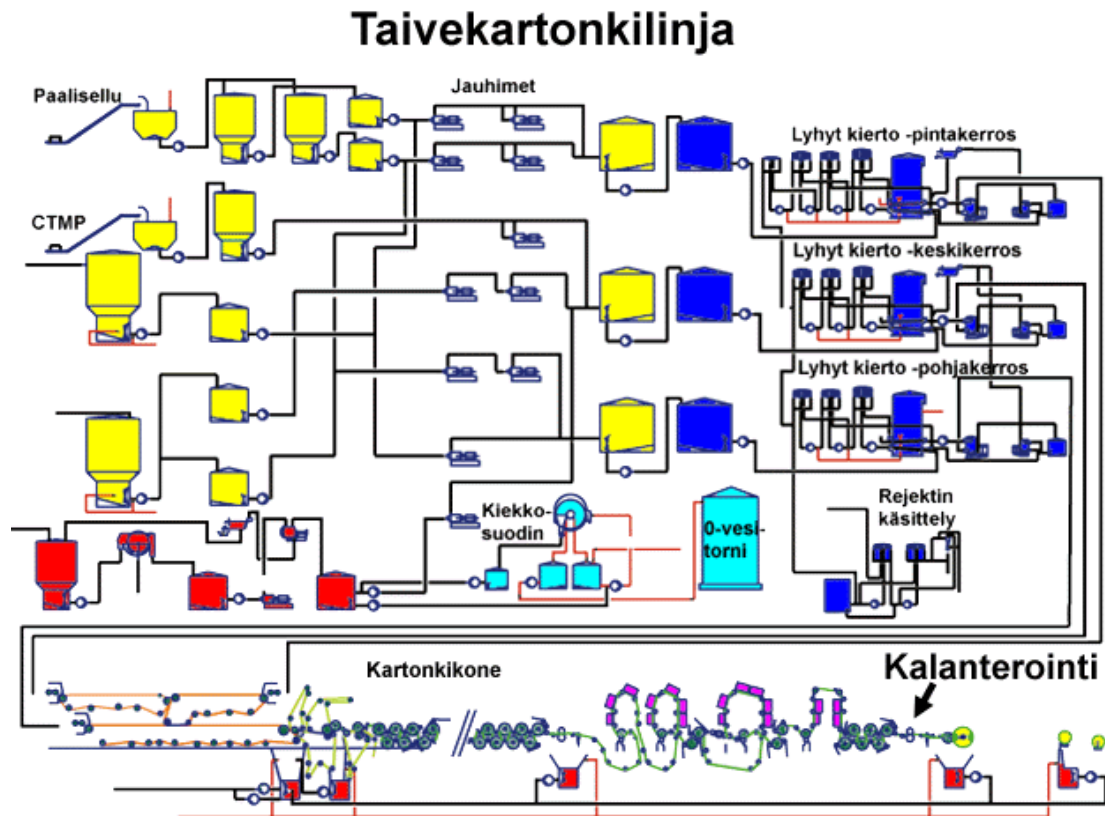 Taivekartonkilinja
Paalisellu
Jauhimet
Lyhyt kierto -pintakerros
CTMP
Lyhyt kierto -keskikerros
Lyhyt kierto -pohjakerros
Kiekko-
suodin
0-vesi-
torni
Rejektin
käsittely
Kartonkikone
Kalanterointi